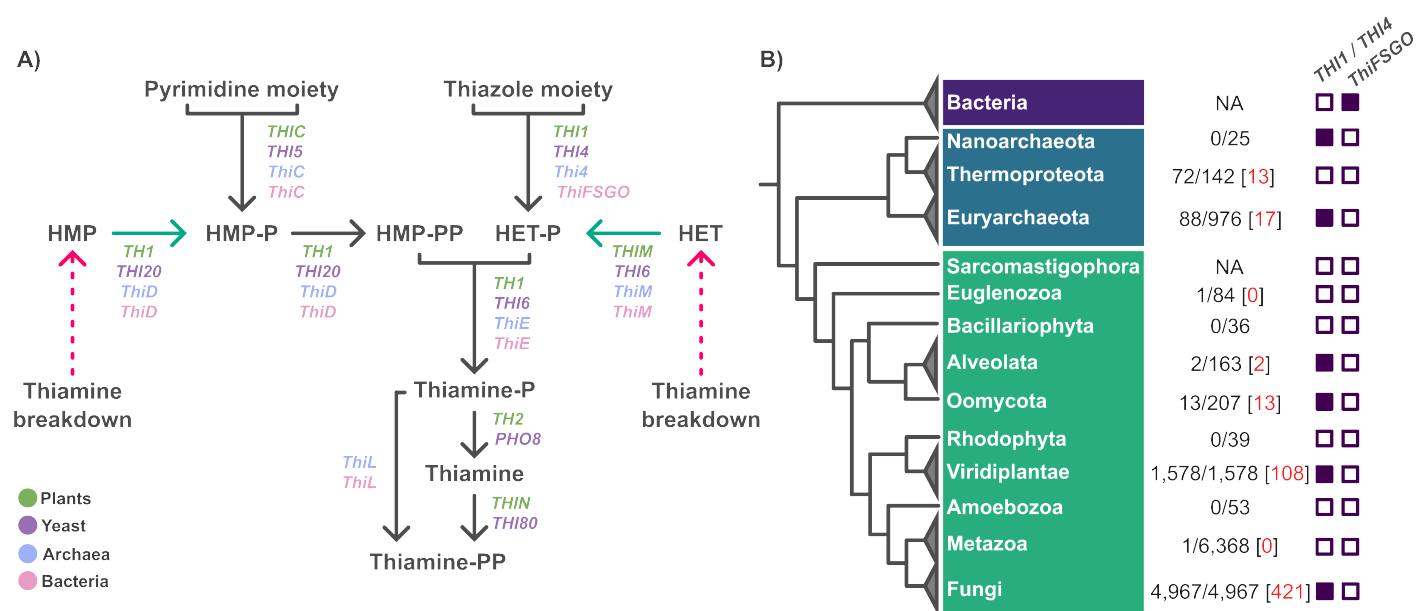 A)
Pyrimidine moiety
Thiazole moiety
THIC
THI5
ThiC
ThiC
THI1
THI4
Thi4
ThiFSGO
HMP
HMP-P
HMP-PP
HET-P
HET
TH1
THI20
ThiD
ThiD
TH1
THI20
ThiD
ThiD
THIM
THI6
ThiM
ThiM
TH1
THI6
ThiE
ThiE
Thiamine
breakdown
Thiamine-P
Thiamine
breakdown
TH2
PHO8
ThiL
ThiL
Thiamine
THIN
THI80
Thiamine-PP
Plants
Yeast
Archaea
Bacteria
B)
THI1 / THI4
ThiFSGO
Bacteria NA
Nanoarchaeota 0/25
Thermoproteota 72/142 [13]
Euryarchaeota 88/976 [17]
Sarcomastigophora NA
Euglenozoa 1/84 [0]
Bacillariophyta 0/36
Alveolata 2/163 [2]
Oomycota 13/207 [13]
Rhodophyta 0/39
Viridiplantae 1,578/1,578 [108]
Amoebozoa 0/53
Metazoa 1/6,368 [0]
Fungi 4,967/4,967 [421]